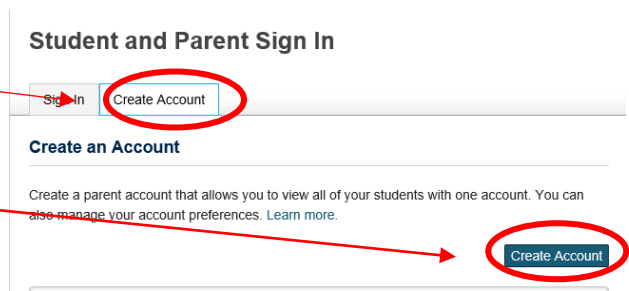 Student and Parent Sign In
Sign In Create Account
Create an Account
Create a parent account that allows you to view all of your students with one account. You can
also manage your account preferences. Learn more.
Create Account